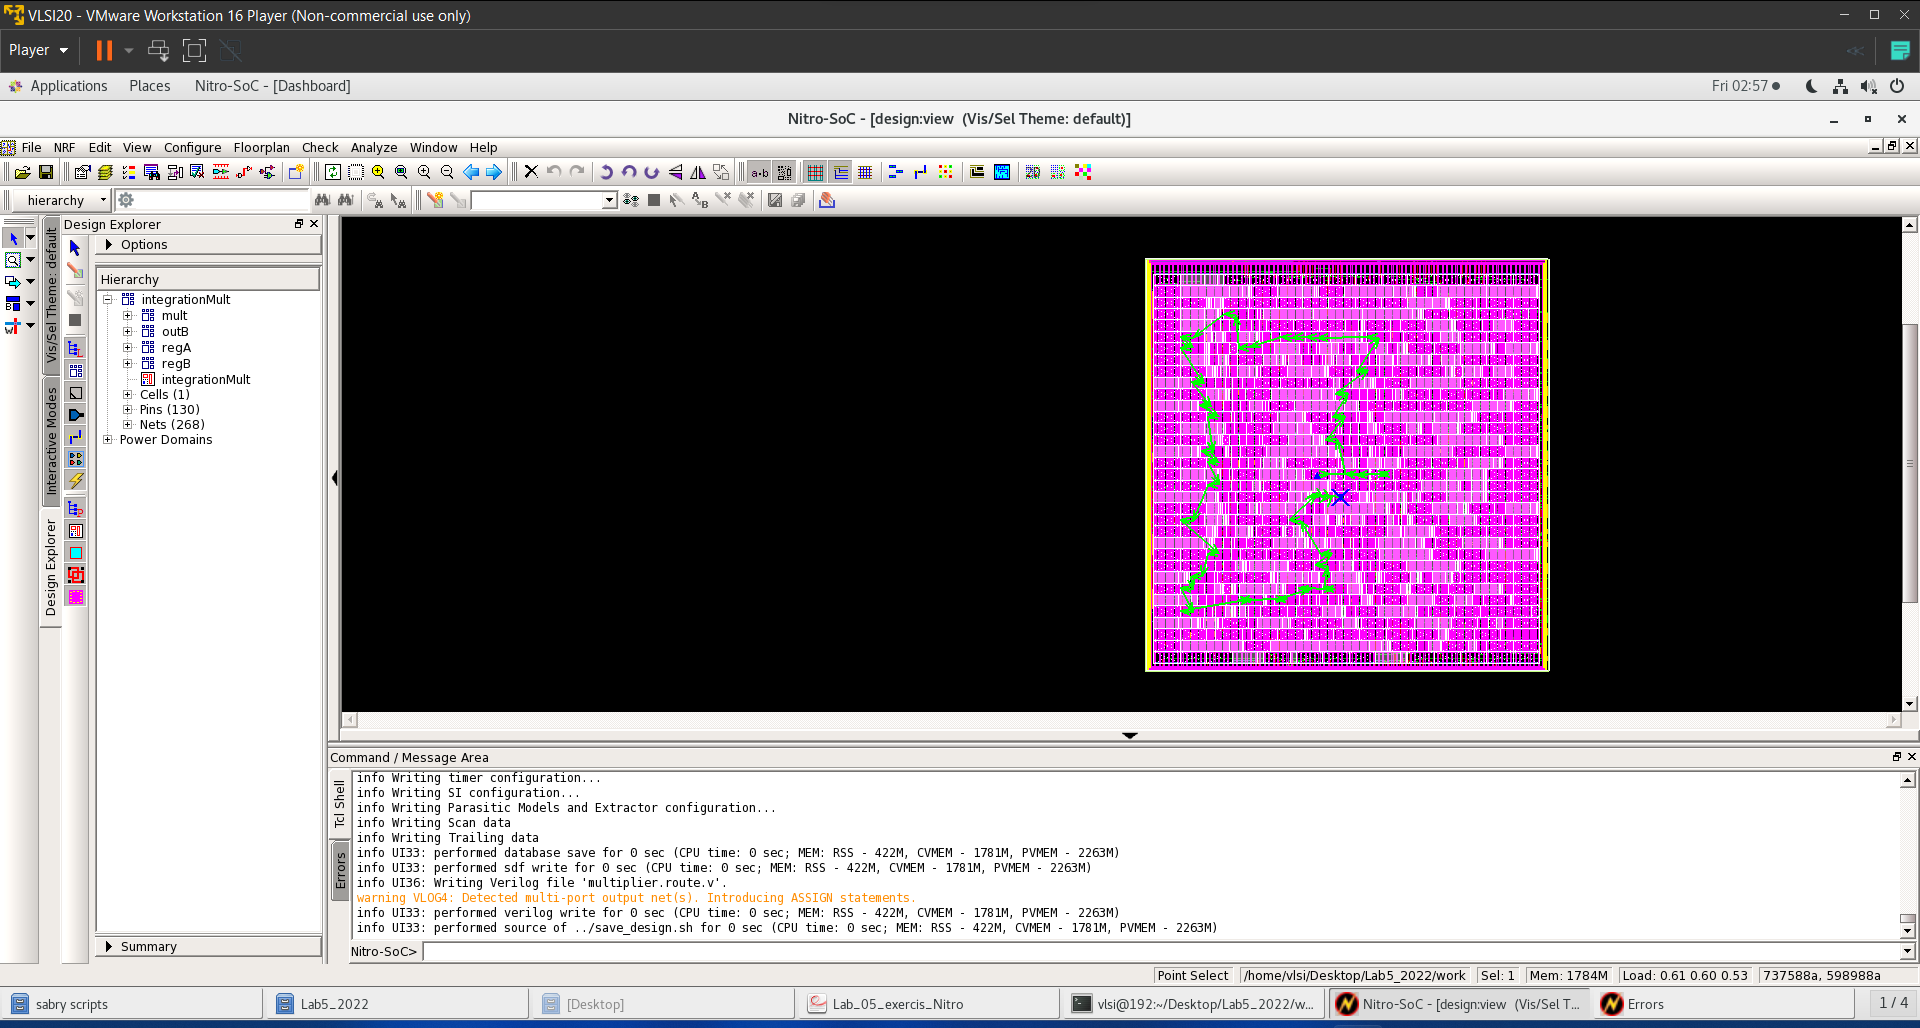 VLSI20 - VMware Workstation 16 Player (Non-commercial use only)
Player
Applications Places Nitro-SoC - [Dashboard] Fri 02:57
Nitro-SoC - [design:view (Vis/Sel Theme: default)]
File NRF Edit View Configure Floorplan Check Analyze Window Help
hierarchy
Vis/Sel Theme: default
Interactive Modes
Design Explorer
Design Explorer
Options
Hierarchy
integrationMult
mult
outB
regA
regB
integrationMult
Cells (1)
Pins (130)
Nets (268)
Power Domains
Summary
Command / Message Area
Tcl Shell
Errors
info Writing timer configuration...
info Writing SI configuration...
info Writing Parasitic Models and Extractor configuration...
info Writing Scan data
info Writing Trailing data
info UI33: performed database save for 0 sec (CPU time: 0 sec; MEM: RSS - 422M, CVMEM - 1781M, PVMEM - 2263M)
info UI33: performed sdf write for 0 sec (CPU time: 0 sec; MEM: RSS - 422M, CVMEM - 1781M, PVMEM - 2263M)
info UI36: Writing Verilog file 'multiplier.route.v'.
warning VLOG4: Detected multi-port output net(s). Introducing ASSIGN statements.
info UI33: performed verilog write for 0 sec (CPU time: 0 sec; MEM: RSS - 422M, CVMEM - 1781M, PVMEM - 2263M)
info UI33: performed source of ../save_design.sh for 0 sec (CPU time: 0 sec; MEM: RSS - 422M, CVMEM - 1781M, PVMEM - 2263M)
Nitro-SoC>
Point Select /home/vlsi/Desktop/Lab5_2022/work Sel: 1 Mem: 1784M Load: 0.61 0.60 0.53 737588a, 598988a
sabry scripts Lab5_2022 [Desktop] Lab_05_exercis_Nitro vlsi@192:~/Desktop/Lab5_2022/w... Nitro-SoC - [design:view (Vis/Sel T... Errors 1 / 4